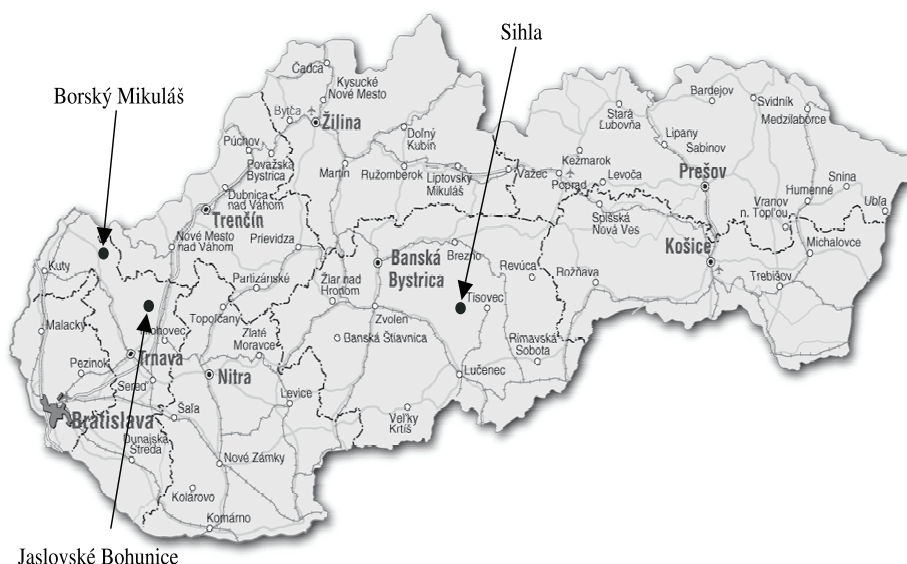 Sihla
Borský Mikuláš
Čadca
Kysucké
Nové Mesto
Bytča
Žilina
Bardejov
Svidník
Medzilaborce
Stará
Ľubovňa
Lipany
Sabinov
Púchov
Považská
Bystrica
Dolný
Kubín
Martin
Ružomberok
Liptovský
Mikuláš
Važec
Kežmarok
Poprad
Levoča
Prešov
Snina
Humenné
Dubnica
nad Váhom
Trenčín
Spišská
Nová Ves
Vranov
n. Topľou
Ubľa
Nové Mesto
nad Váhom
Prievidza
Košice
Michalovce
Kuty
Partizánske
Žiar nad
Hronom
Banská
Bystrica
Brezno
Revúca
Rožňava
Trebišov
Malacky
Topoľčany
Zvolen
Tisovec
Hlohovec
Zlaté
Moravce
Banská Štiavnica
Rimavská
Sobota
Pezinok
Trnava
Nitra
Lučenec
Sereď
Levice
Bratislava
Šaľa
Veľký
Krtíš
Dunajská
Streda
Nové Zámky
Kolárovo
Komárno
Jaslovské Bohunice